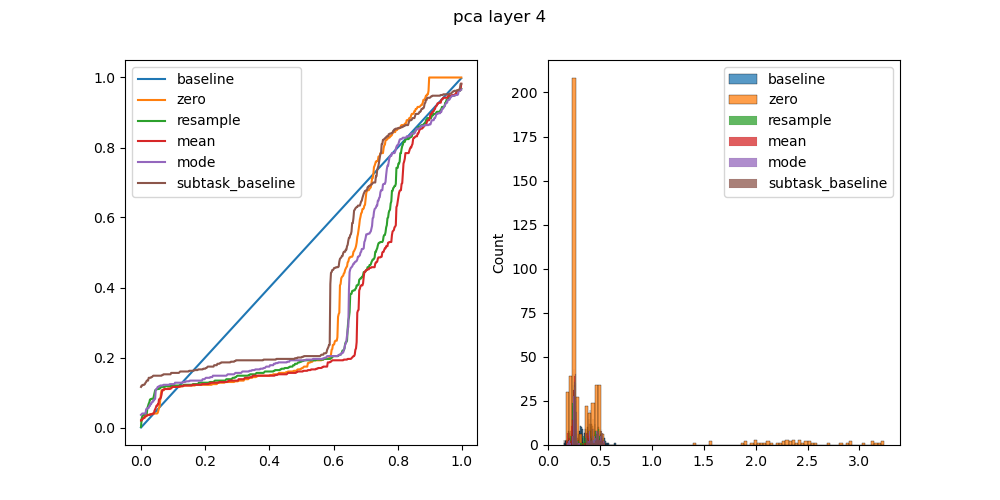 pca layer 4
1.0
0.8
0.6
0.4
0.2
0.0
0.0 0.2 0.4 0.6 0.8 1.0
baseline
zero
resample
mean
mode
subtask_baseline
Count
200
175
150
125
100
75
50
25
0
0.0 0.5 1.0 1.5 2.0 2.5 3.0
baseline
zero
resample
mean
mode
subtask_baseline